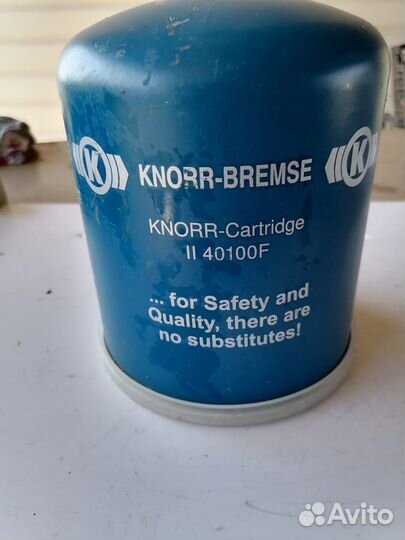 K KNORR-BREMSE K
KNORR-Cartridge
II 40100F
... for Safety and
Quality, there are
no substitutes!
Avito